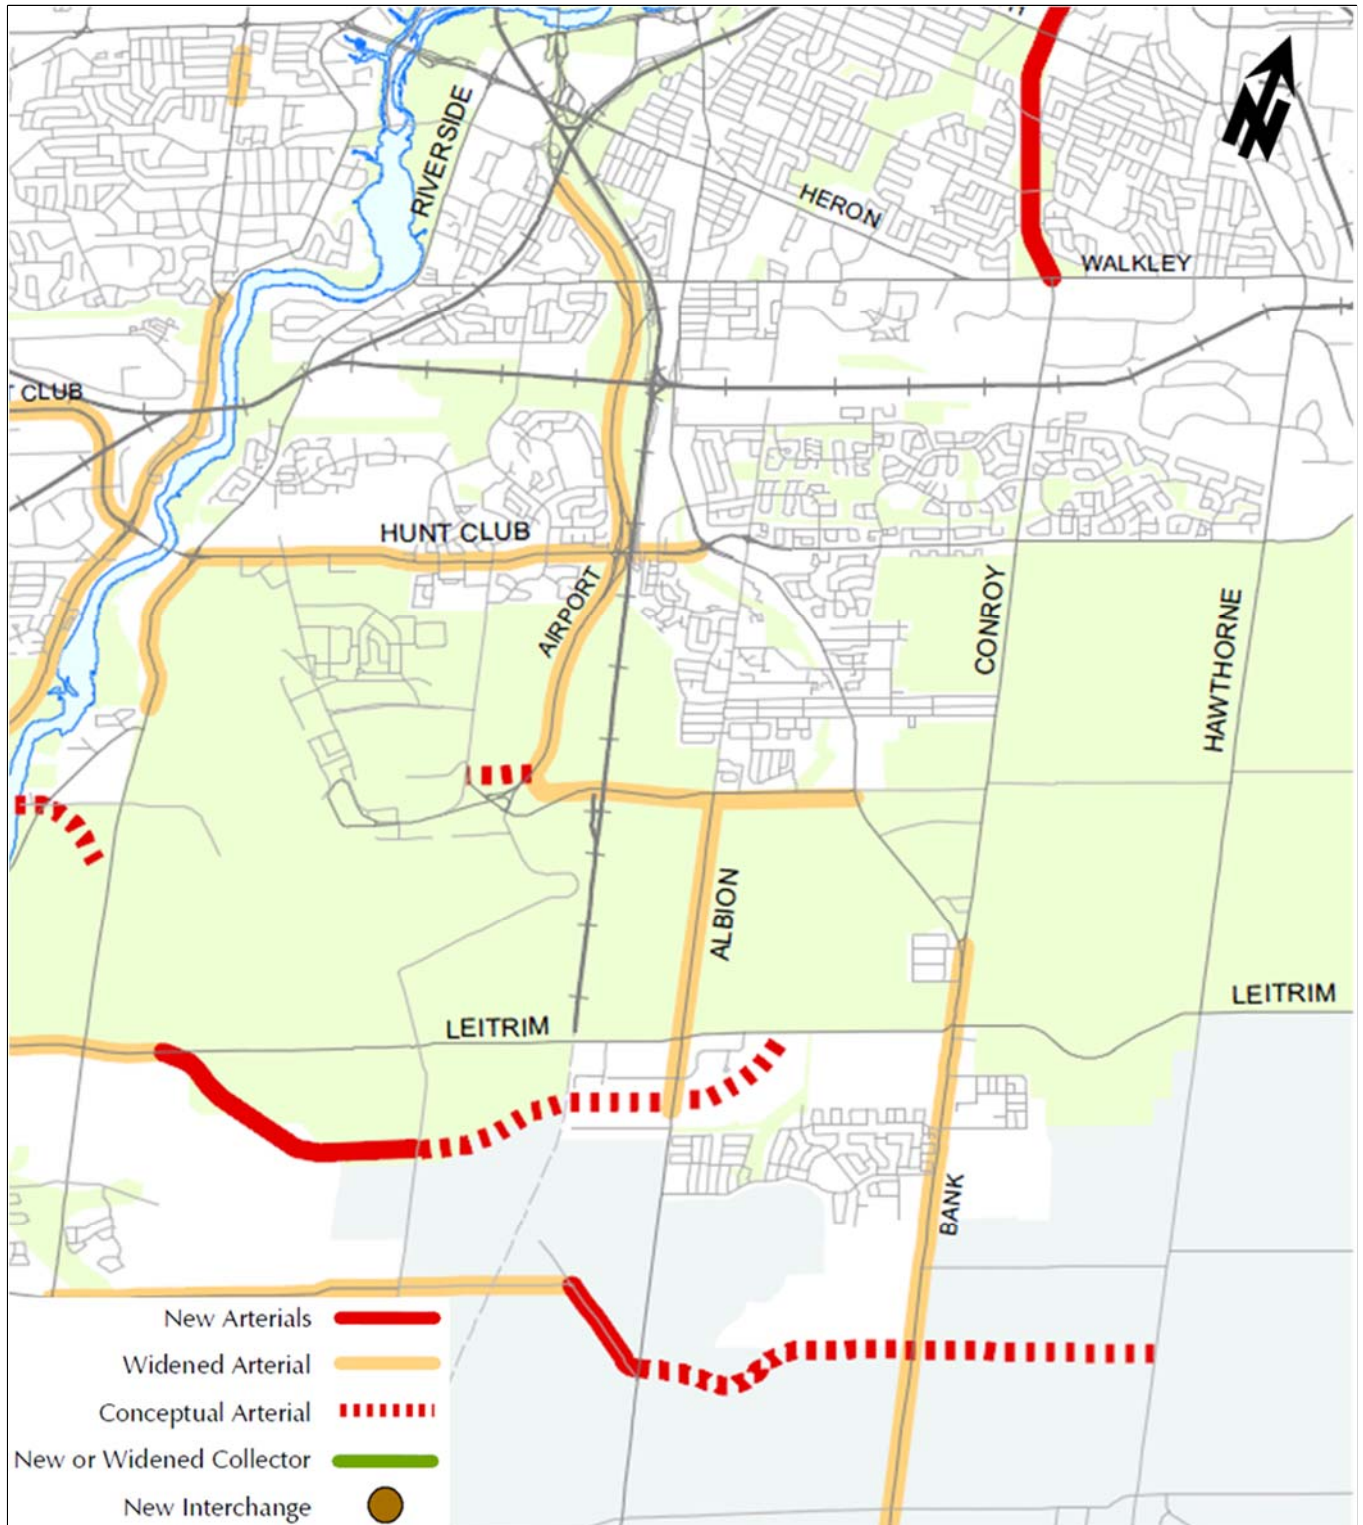 RIVERSIDE
HERON
WALKLEY
N
T CLUB
HUNT CLUB
AIRPORT
CONROY
HAWTHORNE
ALBION
LEITRIM
LEITRIM
BANK
New Arterials
Widened Arterial
Conceptual Arterial
New or Widened Collector
New Interchange